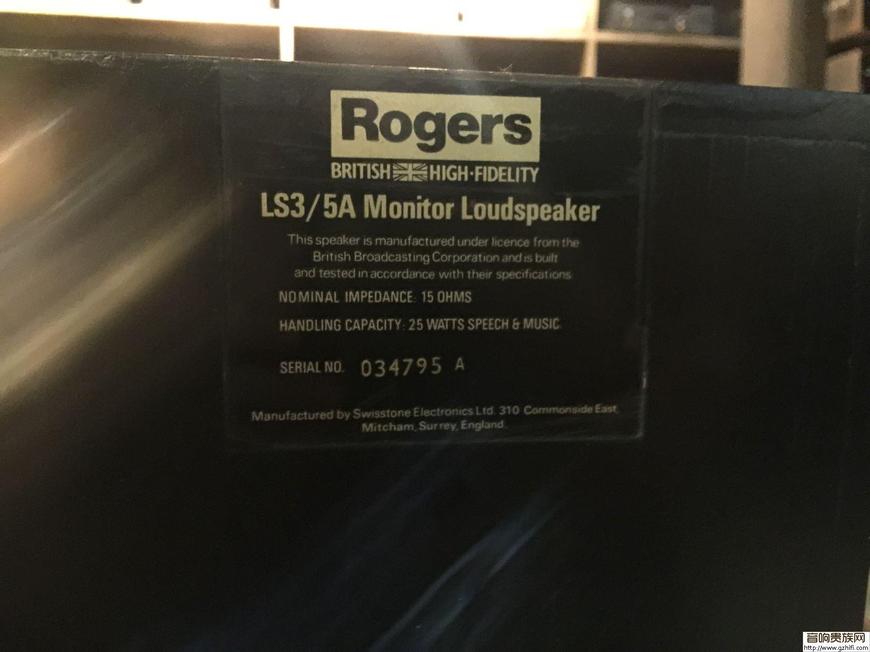 Rogers
BRITISH HIGH·FIDELITY
LS3/5A Monitor Loudspeaker
This speaker is manufactured under licence from the
British Broadcasting Corporation and is built
and tested in accordance with their specifications
NOMINAL IMPEDANCE: 15 OHMS
HANDLING CAPACITY: 25 WATTS SPEECH & MUSIC
SERIAL NO. 034795 A
Manufactured by Swisstone Electronics Ltd. 310 Commonside East,
Mitcham, Surrey, England.
音响贵族网
http://www.gzhifi.com